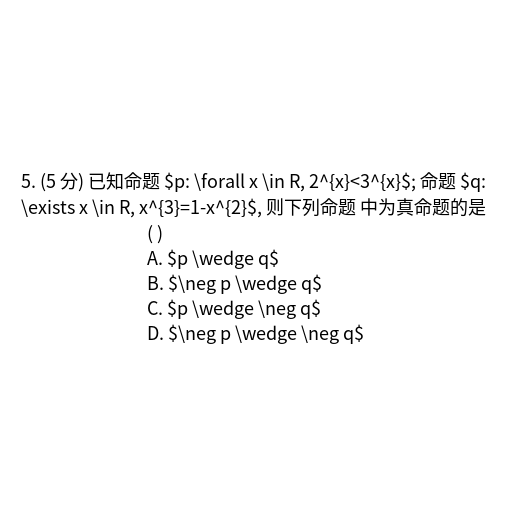 5. (5 分) 已知命题 $p: \forall x \in R, 2^{x}<3^{x}$; 命题 $q:
\exists x \in R, x^{3}=1-x^{2}$, 则下列命题 中为真命题的是
( )
A. $p \wedge q$
B. $\neg p \wedge q$
C. $p \wedge \neg q$
D. $\neg p \wedge \neg q$